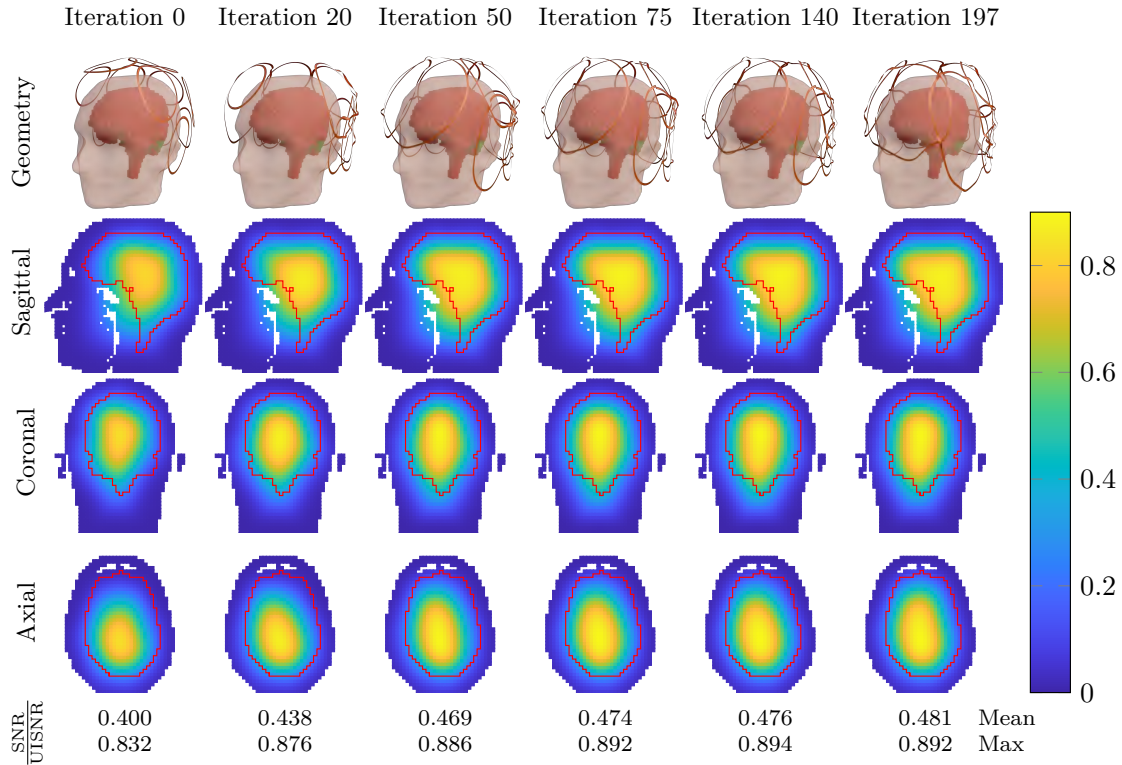 Iteration 0 Iteration 20 Iteration 50 Iteration 75 Iteration 140 Iteration 197
Geometry
Sagittal
Coronal
Axial
0.8
0.6
0.4
0.2
0
SNR
UISNR
0.400 0.438 0.469 0.474 0.476 0.481 Mean
0.832 0.876 0.886 0.892 0.894 0.892 Max